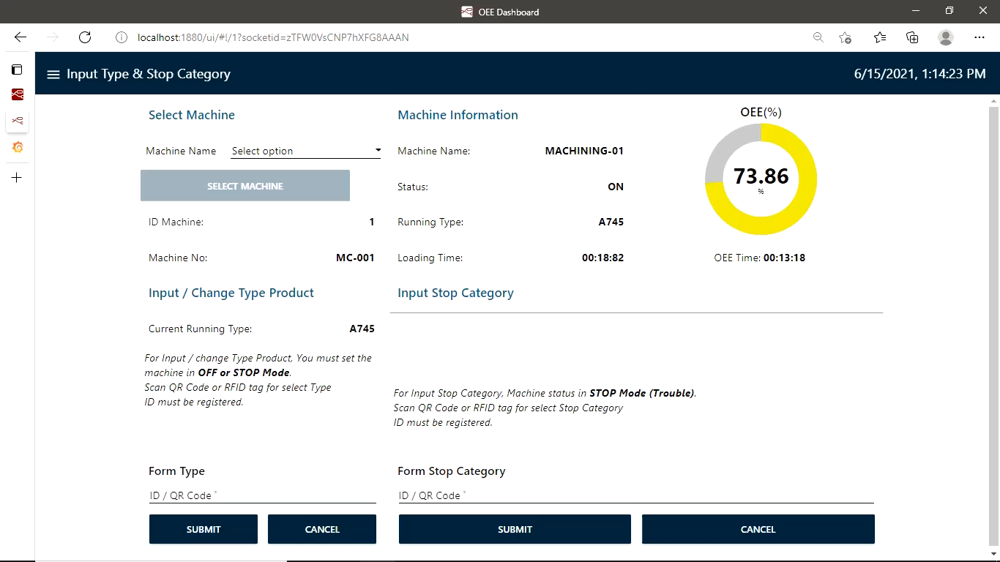 OEE Dashboard
localhost:1880/ui/#!/1?socketid=zTFW0VsCNP7hXFG8AAAN
Input Type & Stop Category
6/15/2021, 1:14:23 PM
Select Machine
Machine Name Select option
SELECT MACHINE
ID Machine: 1
Machine No: MC-001
Machine Information
Machine Name: MACHINING-01
Status: ON
Running Type: A745
Loading Time: 00:18:82
OEE(%)
73.86
%
OEE Time: 00:13:18
Input / Change Type Product
Current Running Type: A745
For Input / change Type Product, You must set the
machine in OFF or STOP Mode.
Scan QR Code or RFID tag for select Type
ID must be registered.
Input Stop Category
For Input Stop Category, Machine status in STOP Mode (Trouble).
Scan QR Code or RFID tag for select Stop Category
ID must be registered.
Form Type
ID / QR Code *
SUBMIT CANCEL
Form Stop Category
ID / QR Code *
SUBMIT CANCEL